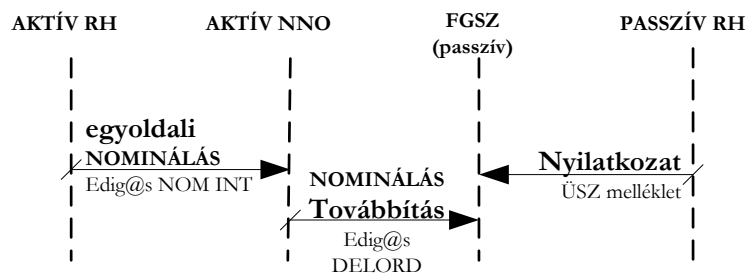 AKTÍV RH
AKTÍV NNO
FGSZ
(passzív)
PASSZÍV RH
egyoldali
NOMINÁLÁS
Edig@s NOM INT
NOMINÁLÁS
Továbbítás
Edig@s
DELORD
Nyilatkozat
ÜSZ melléklet